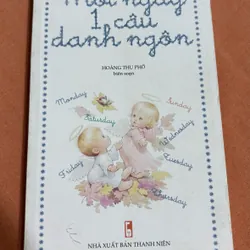 Mỗi ngày
1 câu
danh ngôn
HOÀNG THU PHỐ
biên soạn
Monday
Sunday
Saturday
Wednesday
Friday
Tuesday
Thursday
NHÀ XUẤT BẢN THANH NIÊN